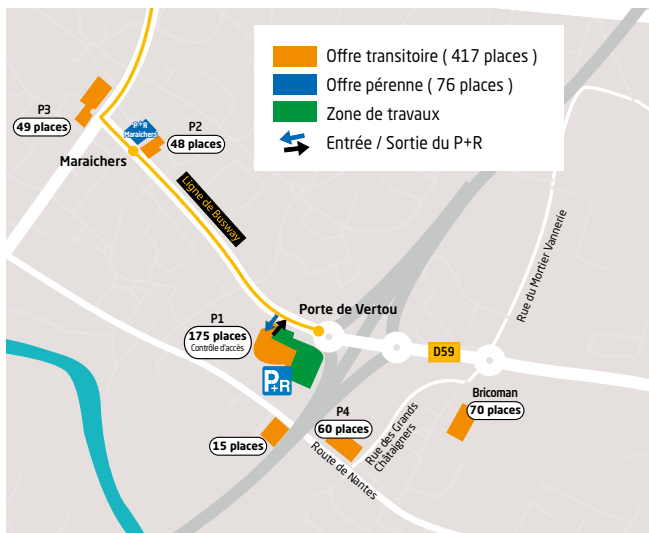 Offre transitoire ( 417 places )
Offre pérenne ( 76 places )
Zone de travaux
Entrée / Sortie du P+R
P3
49 places
P+R
Maraichers
P2
48 places
Maraichers
Ligne de Busway
Rue du Mortier Vannerie
P1
175 places
Contrôle d'accès
Porte de Vertou
D59
P+R
Bricoman
70 places
P4
60 places
15 places
Rue des Grands
Châtaigners
Route de Nantes